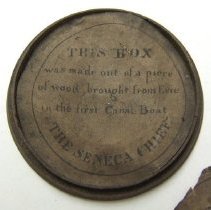 THIS BOX
was made out of a piece
of wood, brought from Erie
in the first Canal Boat
THE SENECA CHIEF